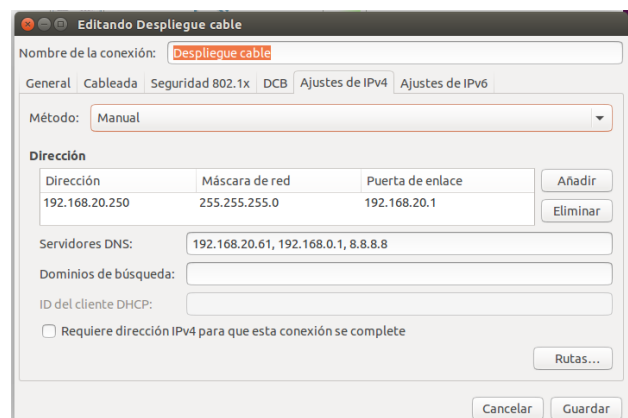 Editando Despliegue cable
Nombre de la conexión: Despliegue cable
General Cableada Seguridad 802.1x DCB Ajustes de IPv4 Ajustes de IPv6
Método: Manual
Dirección
Dirección Máscara de red Puerta de enlace Añadir
192.168.20.250 255.255.255.0 192.168.20.1
Eliminar
Servidores DNS: 192.168.20.61, 192.168.0.1, 8.8.8.8
Dominios de búsqueda:
ID del cliente DHCP:
Requiere dirección IPv4 para que esta conexión se complete
Rutas...
Cancelar Guardar